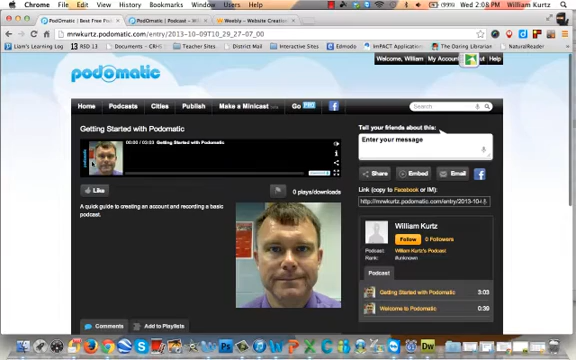 File Edit View History Bookmarks Window Users Help
Wed 2:08 PM William Kurtz
PodOmatic | Best Free Po
PodOmatic | Podcast - W
Weebly - Website Creation
mrwkurtz.podomatic.com/entry/2013-10-09T10_29_27-07_00
Liam's Learning Log RSD-13 Teacher Sites District Mail Interactive Sites ImPACT Application The Daring Librarian NaturalReader
Welcome, William My Account Help
podomatic
Home Podcasts Cities Publish Make a Minicast Go PRO
Search
Getting Started with Podomatic
00:00 / 03:03 Getting Started with Podomatic
Like
0 plays/downloads
A quick guide to creating an account and recording a basic
podcast.
Comments Add to Playlists
Tell your friends about this:
Enter your message
Share Embed Email
Link (copy to Facebook or IM):
http://mrwkurtz.podomatic.com/entry/2013-10-
William Kurtz
Follow 0 Followers
Podcast: William Kurtz's Podcast
Rank: #unknown
Podcast
Getting Started with Podomatic 3:03
Welcome to Podomatic 0:39